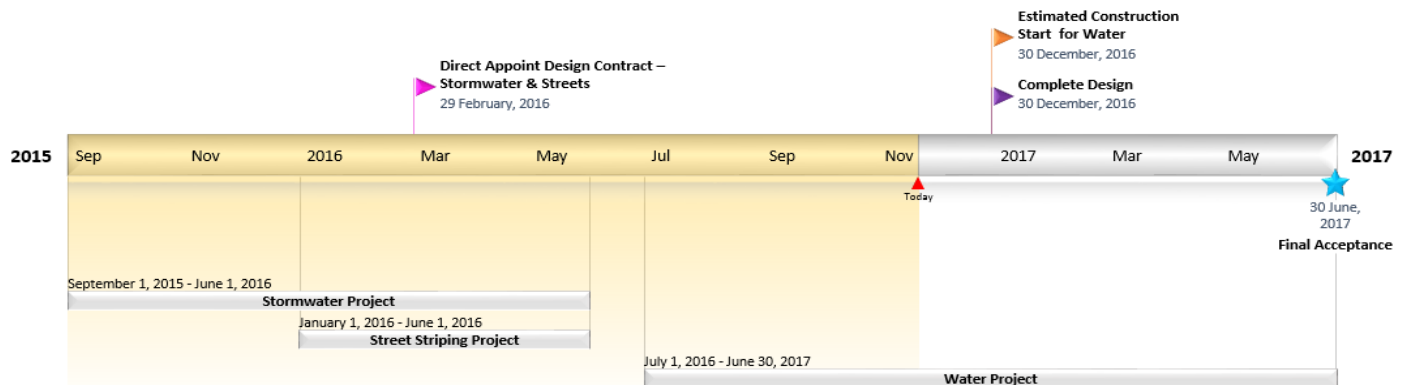 Estimated Construction
Start for Water
30 December, 2016
Direct Appoint Design Contract –
Stormwater & Streets
29 February, 2016
Complete Design
30 December, 2016
2015 Sep Nov 2016 Mar May Jul Sep Nov 2017 Mar May 2017
Today
30 June,
2017
Final Acceptance
September 1, 2015 - June 1, 2016
Stormwater Project
January 1, 2016 - June 1, 2016
Street Striping Project
July 1, 2016 - June 30, 2017
Water Project